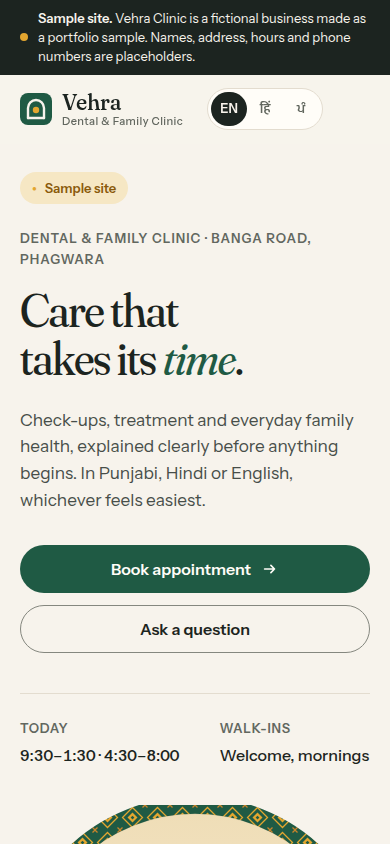 Sample site. Vehra Clinic is a fictional business made as
a portfolio sample. Names, address, hours and phone
numbers are placeholders.
Vehra
Dental & Family Clinic
EN हिं ਪੰ
Sample site
DENTAL & FAMILY CLINIC · BANGA ROAD,
PHAGWARA
Care that
takes its time.
Check-ups, treatment and everyday family
health, explained clearly before anything
begins. In Punjabi, Hindi or English,
whichever feels easiest.
Book appointment →
Ask a question
TODAY
9:30–1:30 · 4:30–8:00
WALK-INS
Welcome, mornings